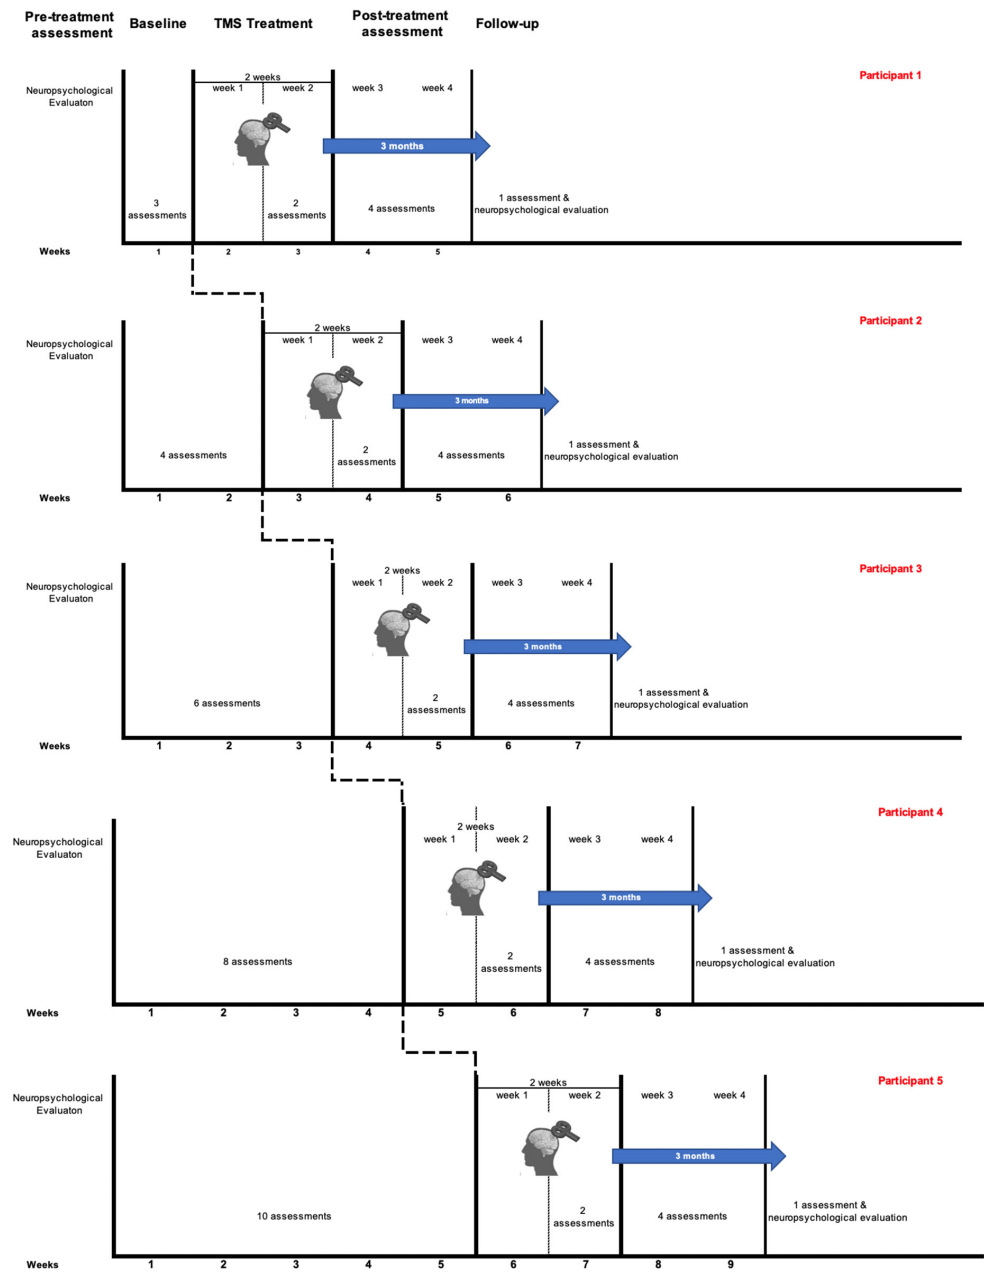 Pre-treatment
assessment
Baseline
TMS Treatment
Post-treatment
assessment
Follow-up
Participant 1
Neuropsychological
Evaluaton
2 weeks
week 1
week 2
week 3
week 4
3 months
3
assessments
2
assessments
4 assessments
1 assessment &
neuropsychological evaluation
Weeks
1
2
3
4
5
Participant 2
Neuropsychological
Evaluaton
2 weeks
week 1
week 2
week 3
week 4
3 months
4 assessments
2
assessments
4 assessments
1 assessment &
neuropsychological evaluation
Weeks
1
2
3
4
5
6
Participant 3
Neuropsychological
Evaluaton
2 weeks
week 1
week 2
week 3
week 4
3 months
6 assessments
2
assessments
4 assessments
1 assessment &
neuropsychological evaluation
Weeks
1
2
3
4
5
6
7
Participant 4
Neuropsychological
Evaluaton
2 weeks
week 1
week 2
week 3
week 4
3 months
8 assessments
2
assessments
4 assessments
1 assessment &
neuropsychological evaluation
Weeks
1
2
3
4
5
6
7
8
Participant 5
Neuropsychological
Evaluaton
2 weeks
week 1
week 2
week 3
week 4
3 months
10 assessments
2
assessments
4 assessments
1 assessment &
neuropsychological evaluation
Weeks
1
2
3
4
5
6
7
8
9